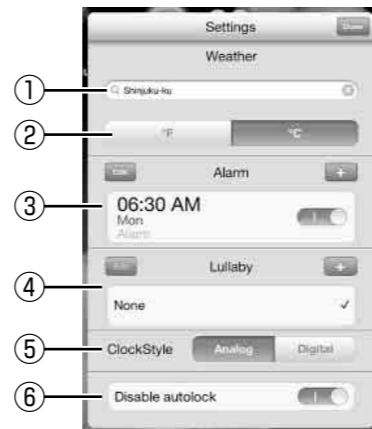 Settings Done
Weather
① Shinjuku-ku
② °F °C
Edit Alarm +
③ 06:30 AM
Mon
Alarm
Lullaby +
④ None ✓
⑤ ClockStyle Analog Digital
⑥ Disable autolock